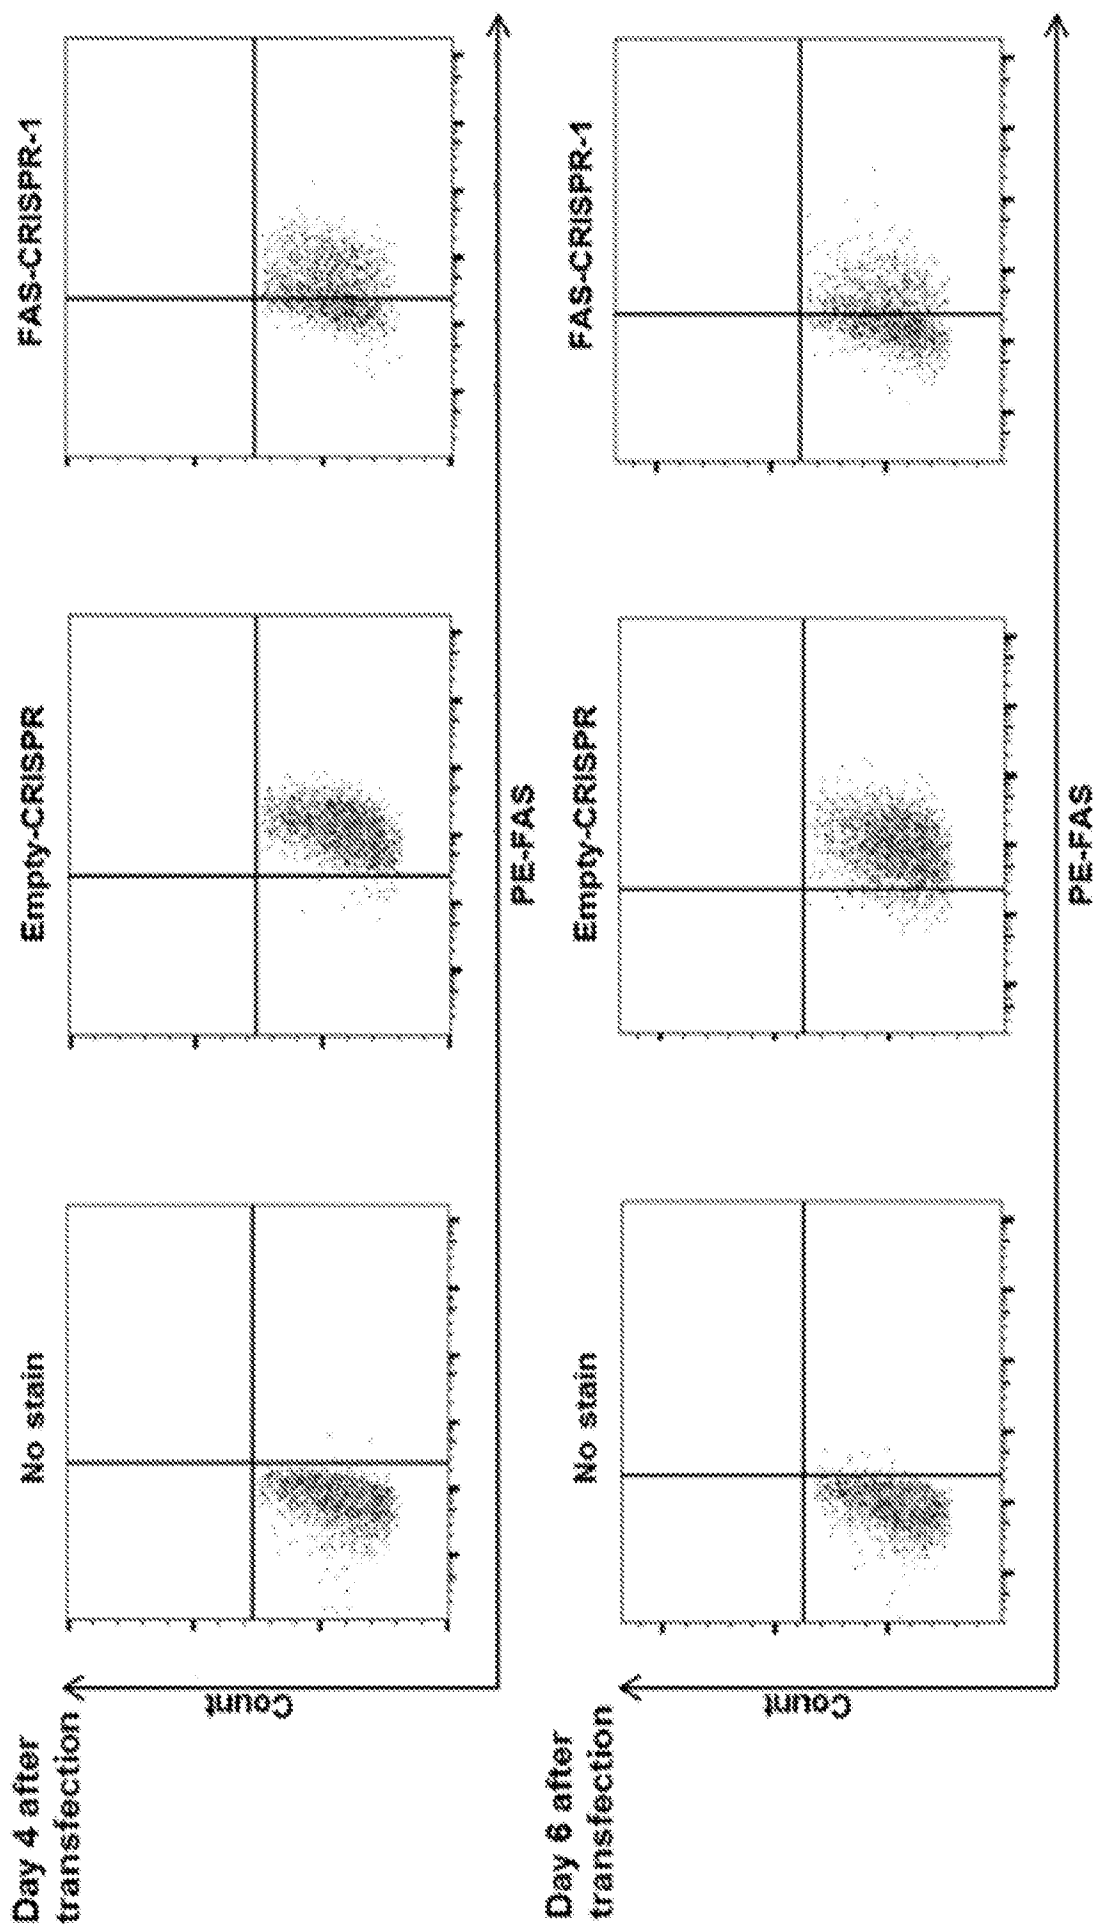 Day 4 after
transfection
No stain
Empty-CRISPR
FAS-CRISPR-1
Count
PE-FAS
Day 6 after
transfection
No stain
Empty-CRISPR
FAS-CRISPR-1
Count
PE-FAS